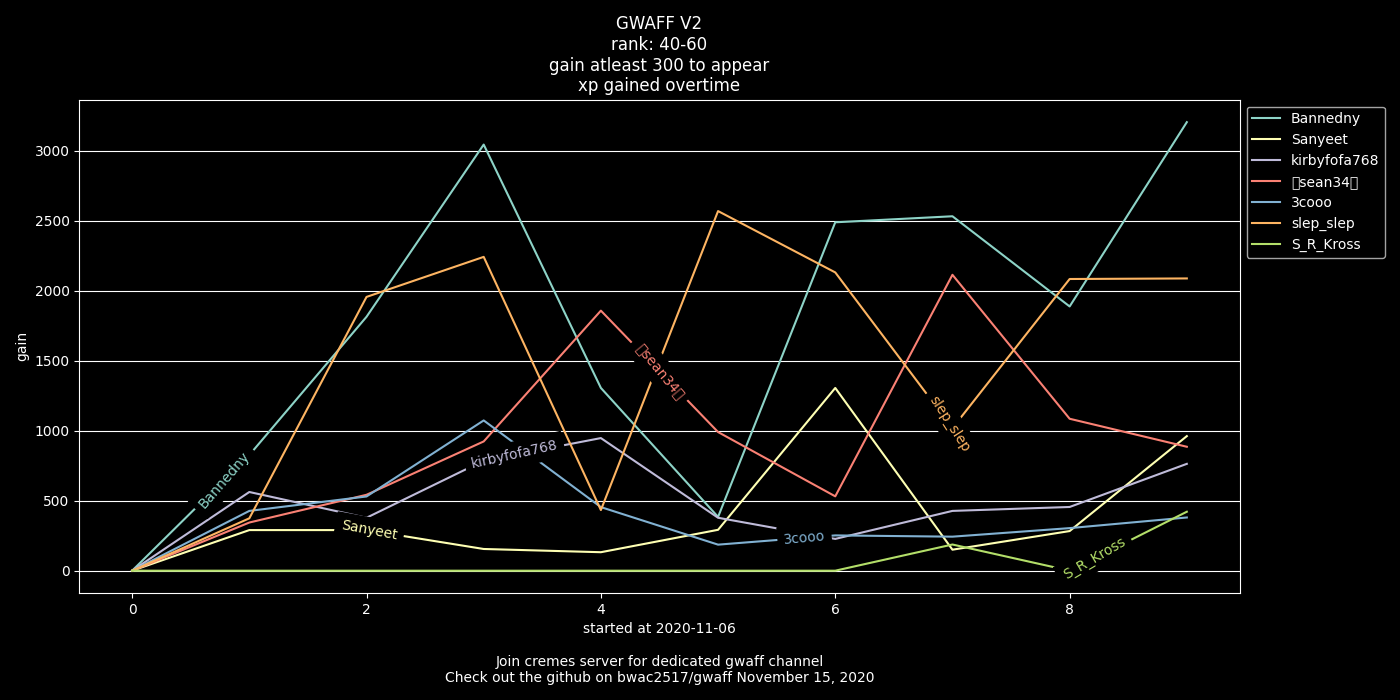 GWAFF V2
rank: 40-60
gain atleast 300 to appear
xp gained overtime
Bannedny
Sanyeet
kirbyfofa768
sean34
3cooo
slep_slep
S_R_Kross
3000
2500
2000
1500
1000
500
0
gain
Bannedny
Sanyeet
kirbyfofa768
sean34
3cooo
slep_slep
S_R_Kross
0 2 4 6 8
started at 2020-11-06
Join cremes server for dedicated gwaff channel
Check out the github on bwac2517/gwaff November 15, 2020